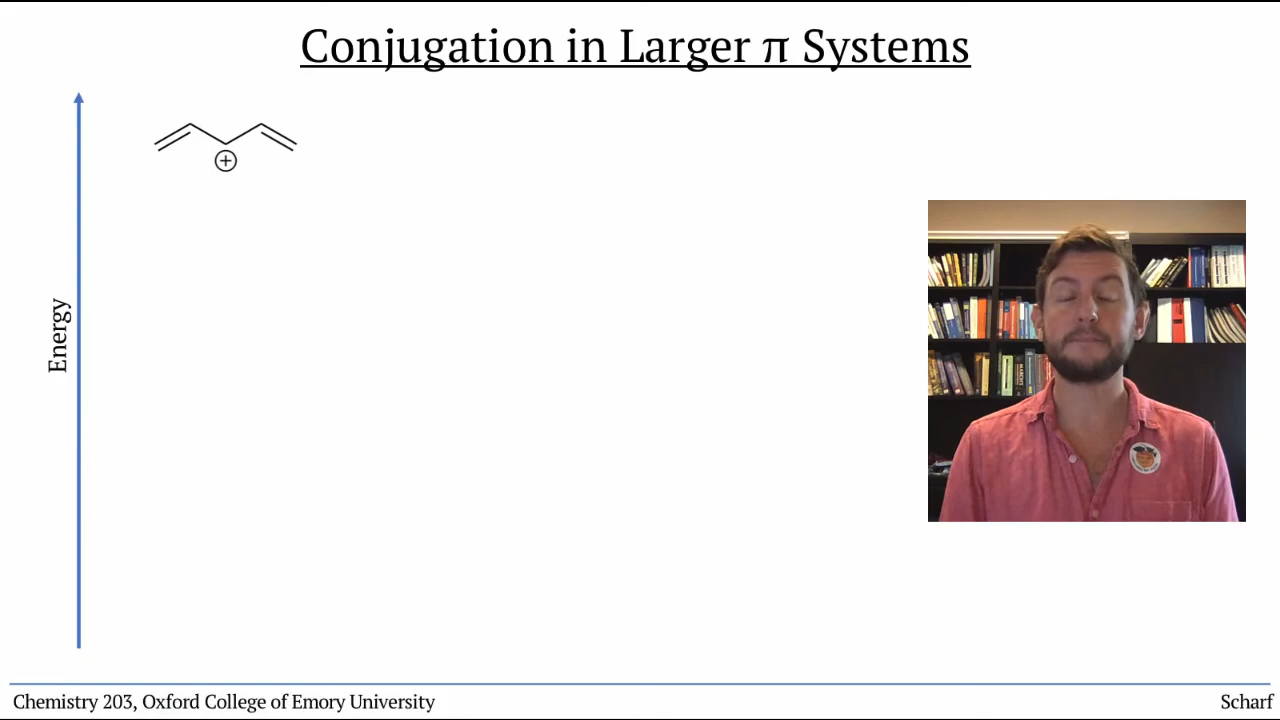 Conjugation in Larger π Systems
Energy
Chemistry 203, Oxford College of Emory University
Scharf